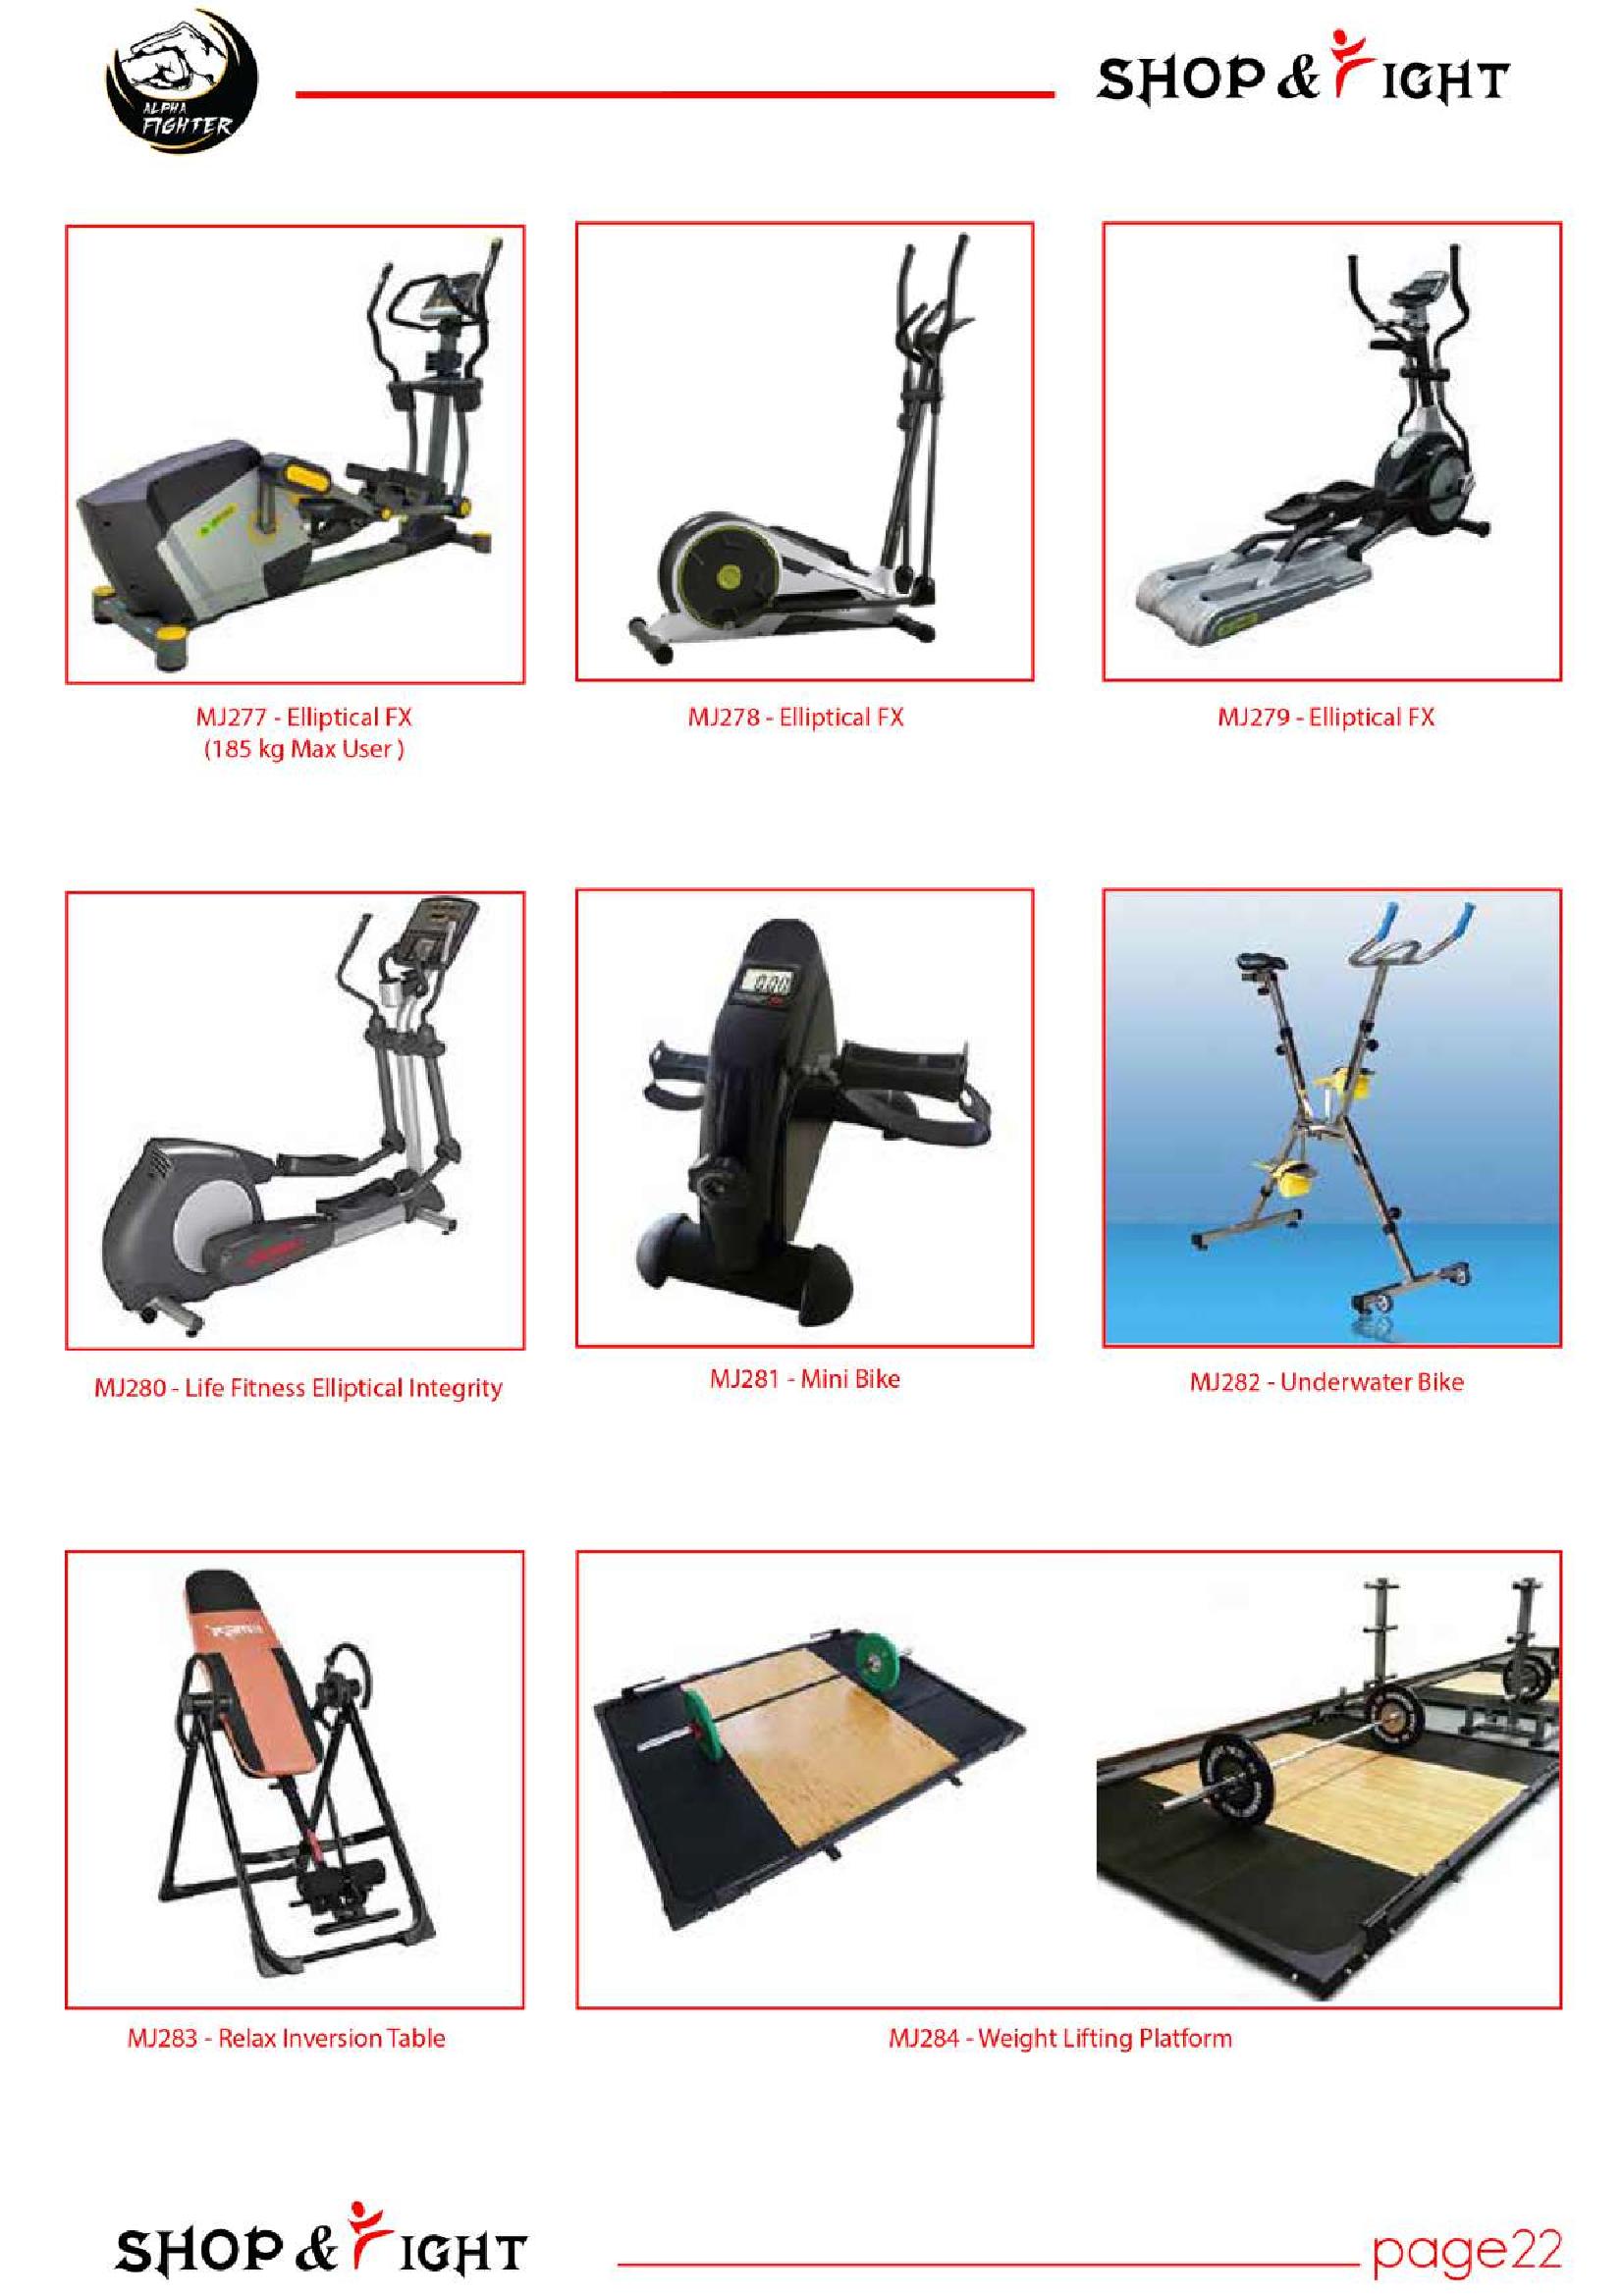 ALPHA
FIGHTER
SHOP & FIGHT
MJ277 - Elliptical FX
(185 kg Max User )
MJ278 - Elliptical FX
MJ279 - Elliptical FX
0.00
MJ280 - Life Fitness Elliptical Integrity
MJ281 - Mini Bike
MJ282 - Underwater Bike
MJ283 - Relax Inversion Table
MJ284 - Weight Lifting Platform
SHOP & FIGHT
page22